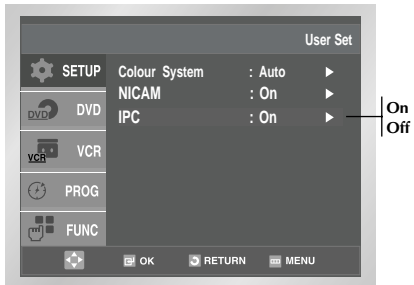 User Set
SETUP
DVD DVD
VCR VCR
PROG
FUNC
Colour System : Auto
NICAM : On
IPC : On
On
Off
OK RETURN MENU